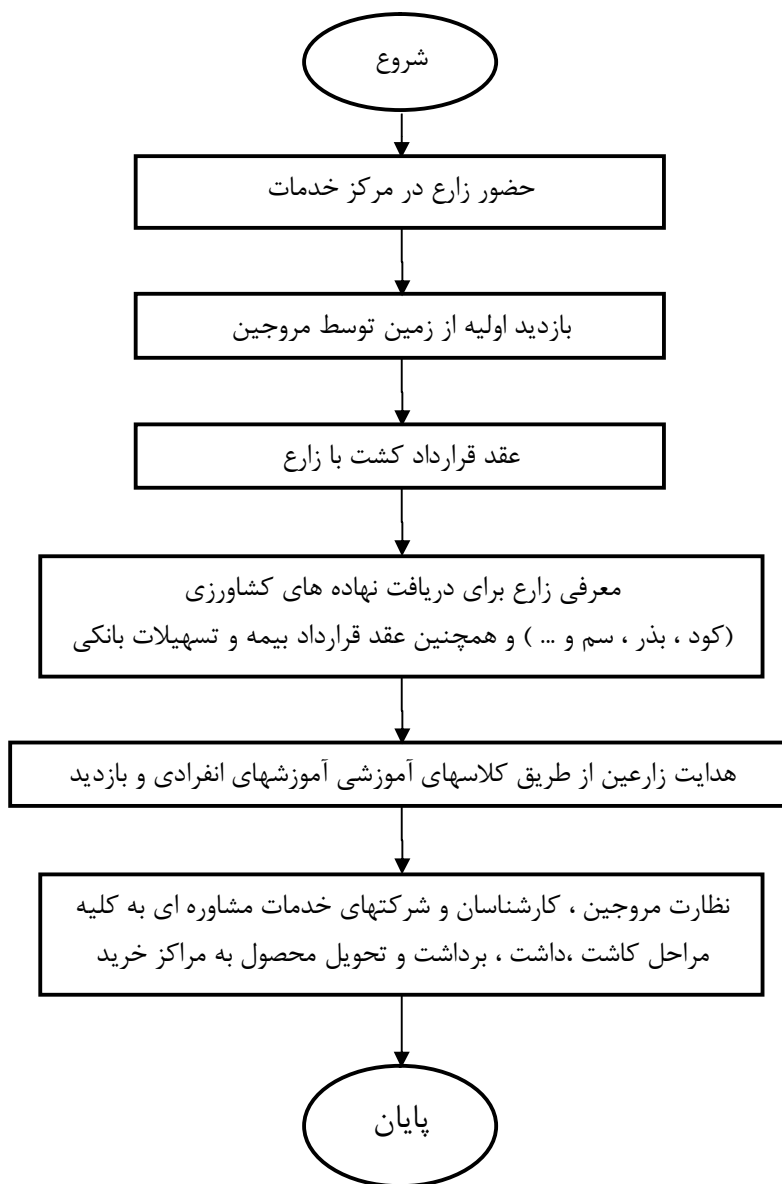 شروع
حضور زارع در مرکز خدمات
بازدید اولیه از زمین توسط مروجین
عقد قرارداد کشت با زارع
معرفی زارع برای دریافت نهاده های کشاورزی
(کود ، بذر ، سم و ... ) و همچنین عقد قرارداد بیمه و تسهیلات بانکی
هدایت زارعین از طریق کلاسهای آموزشی آموزشهای انفرادی و بازدید
نظارت مروجین ، کارشناسان و شرکتهای خدمات مشاوره ای به کلیه
مراحل کاشت ،داشت ، برداشت و تحویل محصول به مراکز خرید
پایان